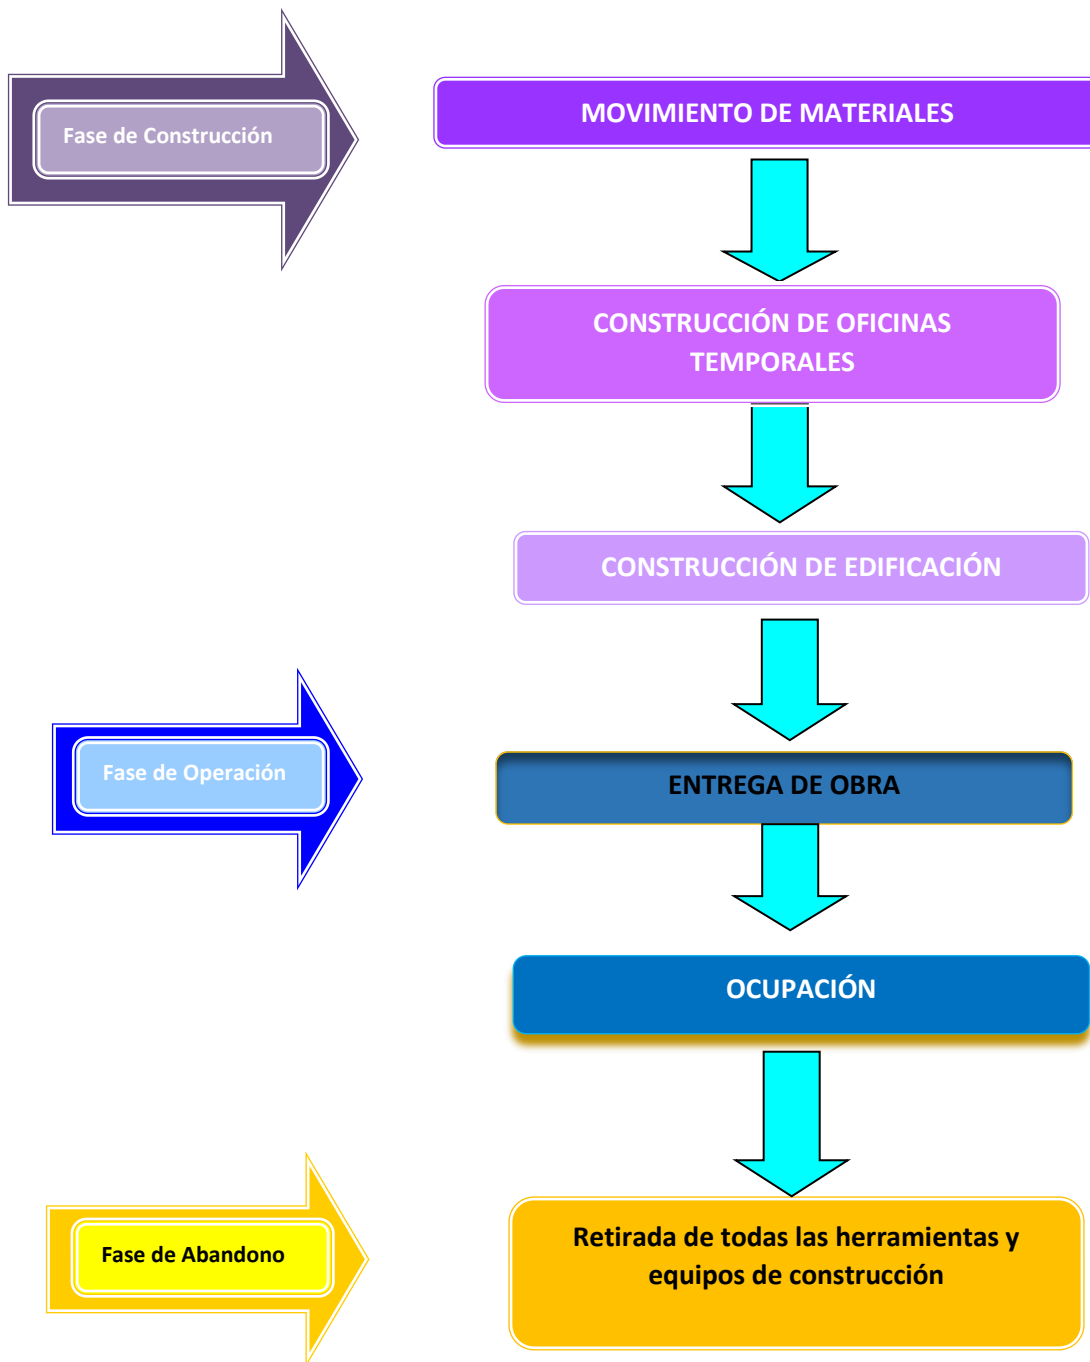 Fase de Construcción
MOVIMIENTO DE MATERIALES
CONSTRUCCIÓN DE OFICINAS
TEMPORALES
CONSTRUCCIÓN DE EDIFICACIÓN
Fase de Operación
ENTREGA DE OBRA
OCUPACIÓN
Fase de Abandono
Retirada de todas las herramientas y
equipos de construcción